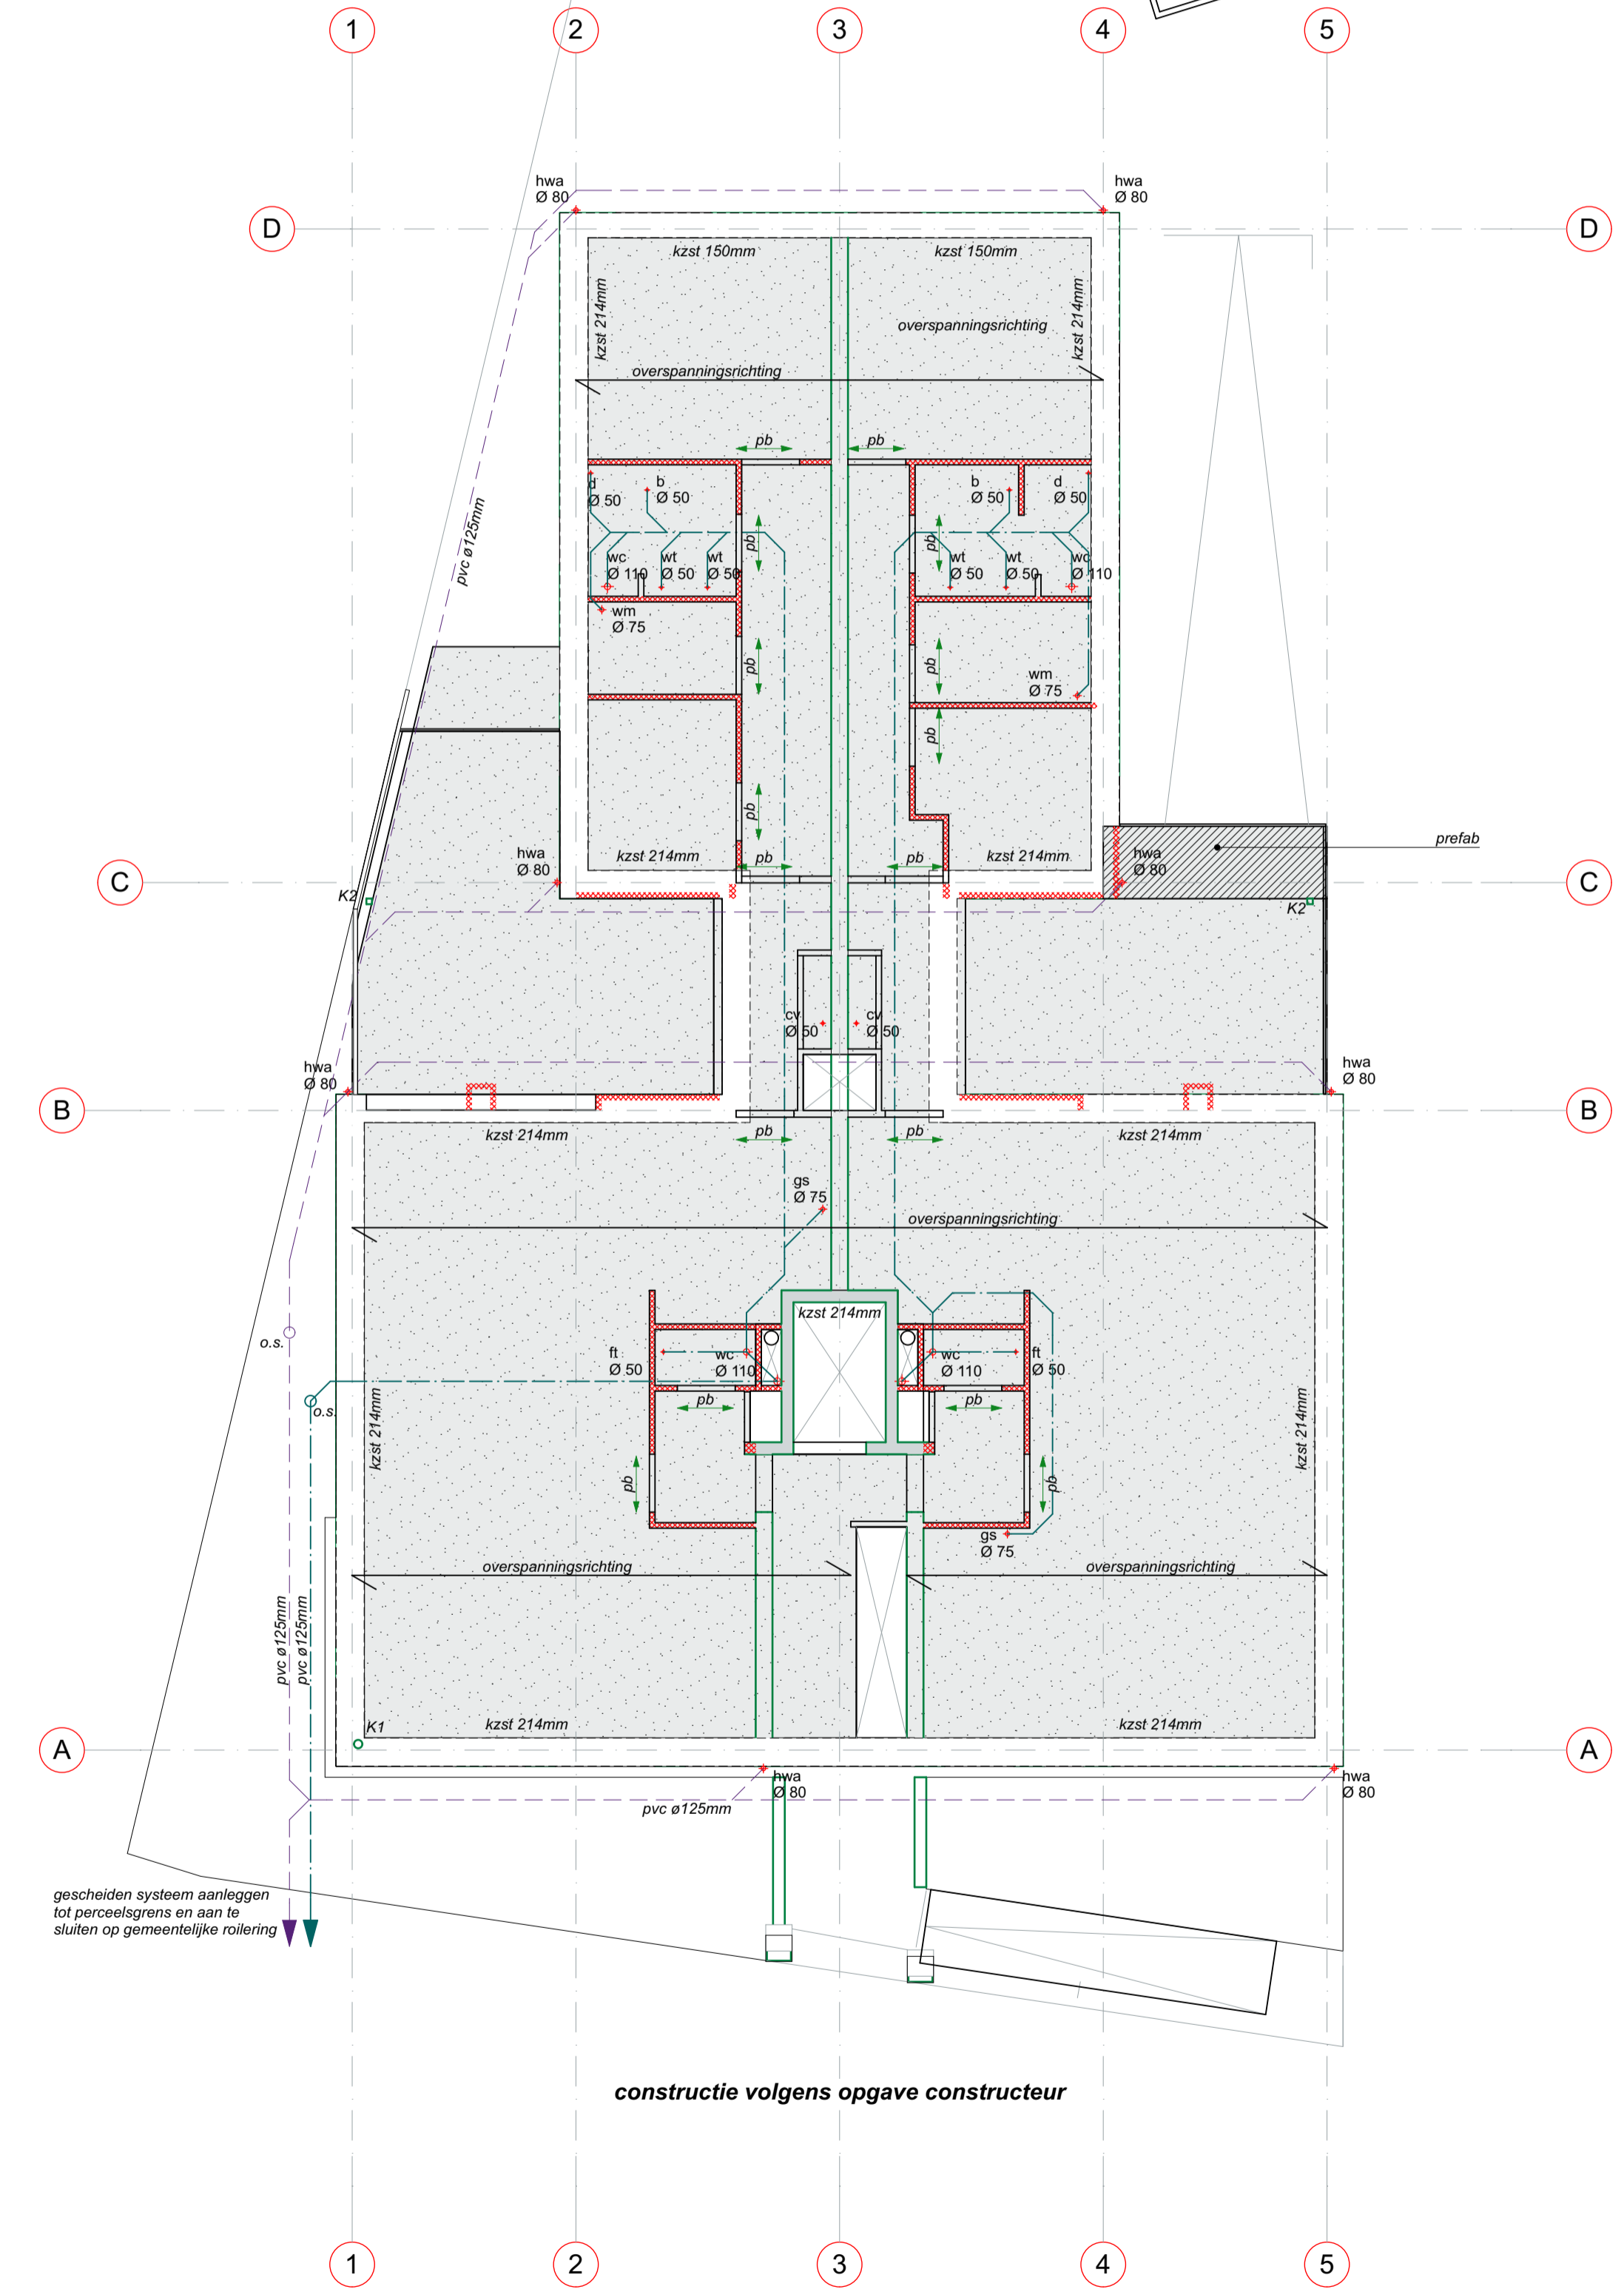 1
2
3
4
5
hwa
Ø 80
hwa
Ø 80
D
D
kzst 150mm
kzst 150mm
kzst 214mm
kzst 214mm
overspanningsrichting
overspanningsrichting
pb
pb
d
Ø 50
b
Ø 50
b
Ø 50
d
Ø 50
pvc ø125mm
pb
pb
wc
Ø 110
wt
Ø 50
wt
Ø 50
wt
Ø 50
wt
Ø 50
wc
Ø 110
wm
Ø 75
pb
pb
wm
Ø 75
pb
pb
prefab
hwa
Ø 80
kzst 214mm
pb
pb
kzst 214mm
hwa
Ø 80
C
C
K2
K2
cv
Ø 50
cv
Ø 50
hwa
Ø 80
hwa
Ø 80
B
B
kzst 214mm
pb
pb
kzst 214mm
gs
Ø 75
overspanningsrichting
kzst 214mm
o.s.
ft
Ø 50
wc
Ø 110
wc
Ø 110
ft
Ø 50
o.s.
pb
pb
kzst 214mm
kzst 214mm
pb
pb
gs
Ø 75
overspanningsrichting
overspanningsrichting
pvc ø125mm
pvc ø125mm
K1
kzst 214mm
kzst 214mm
A
A
hwa
Ø 80
hwa
Ø 80
pvc ø125mm
gescheiden systeem aanleggen
tot perceelsgrens en aan te
sluiten op gemeentelijke roilering
constructie volgens opgave constructeur
1
2
3
4
5